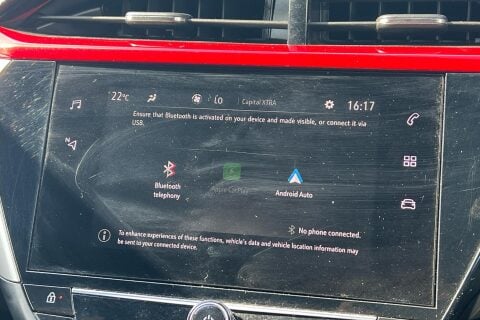 22°c lo Capital XTRA 16:17
Ensure that Bluetooth is activated on your device and made visible, or connect it via
USB.
N
Bluetooth Apple CarPlay Android Auto
telephony
No phone connected.
To enhance experiences of these functions, vehicle's data and vehicle location information may
be sent to your connected device.